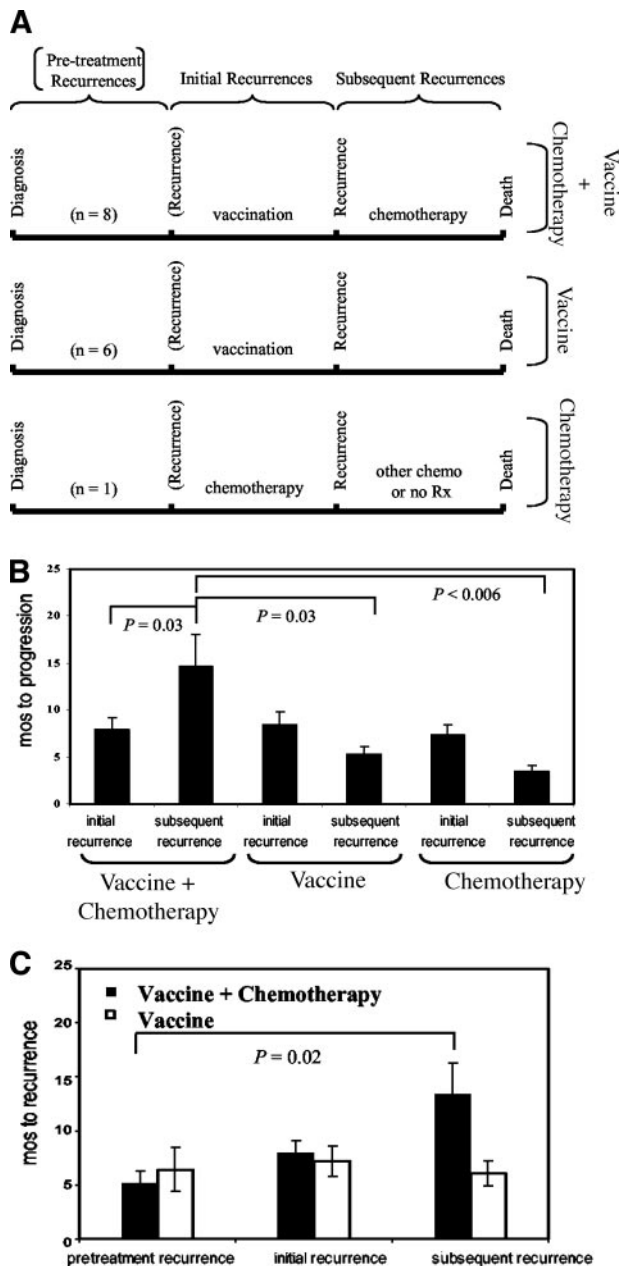 A
Pre-treatment
Recurrences
Initial Recurrences
Subsequent Recurrences
Diagnosis
(n = 8)
(Recurrence)
vaccination
Recurrence
chemotherapy
Death
Vaccine
+
Chemotherapy
Diagnosis
(n = 6)
(Recurrence)
vaccination
Recurrence
Death
Vaccine
Diagnosis
(n = 1)
(Recurrence)
chemotherapy
Recurrence
other chemo
or no Rx
Death
Chemotherapy
B
mos to progression
25
20
15
10
5
0
P = 0.03
P = 0.03
P < 0.006
initial
recurrence
subsequent
recurrence
initial
recurrence
subsequent
recurrence
initial
recurrence
subsequent
recurrence
Vaccine +
Chemotherapy
Vaccine
Chemotherapy
C
mos to recurrence
25
20
15
10
5
0
Vaccine + Chemotherapy
Vaccine
P = 0.02
pretreatment recurrence
initial recurrence
subsequent recurrence